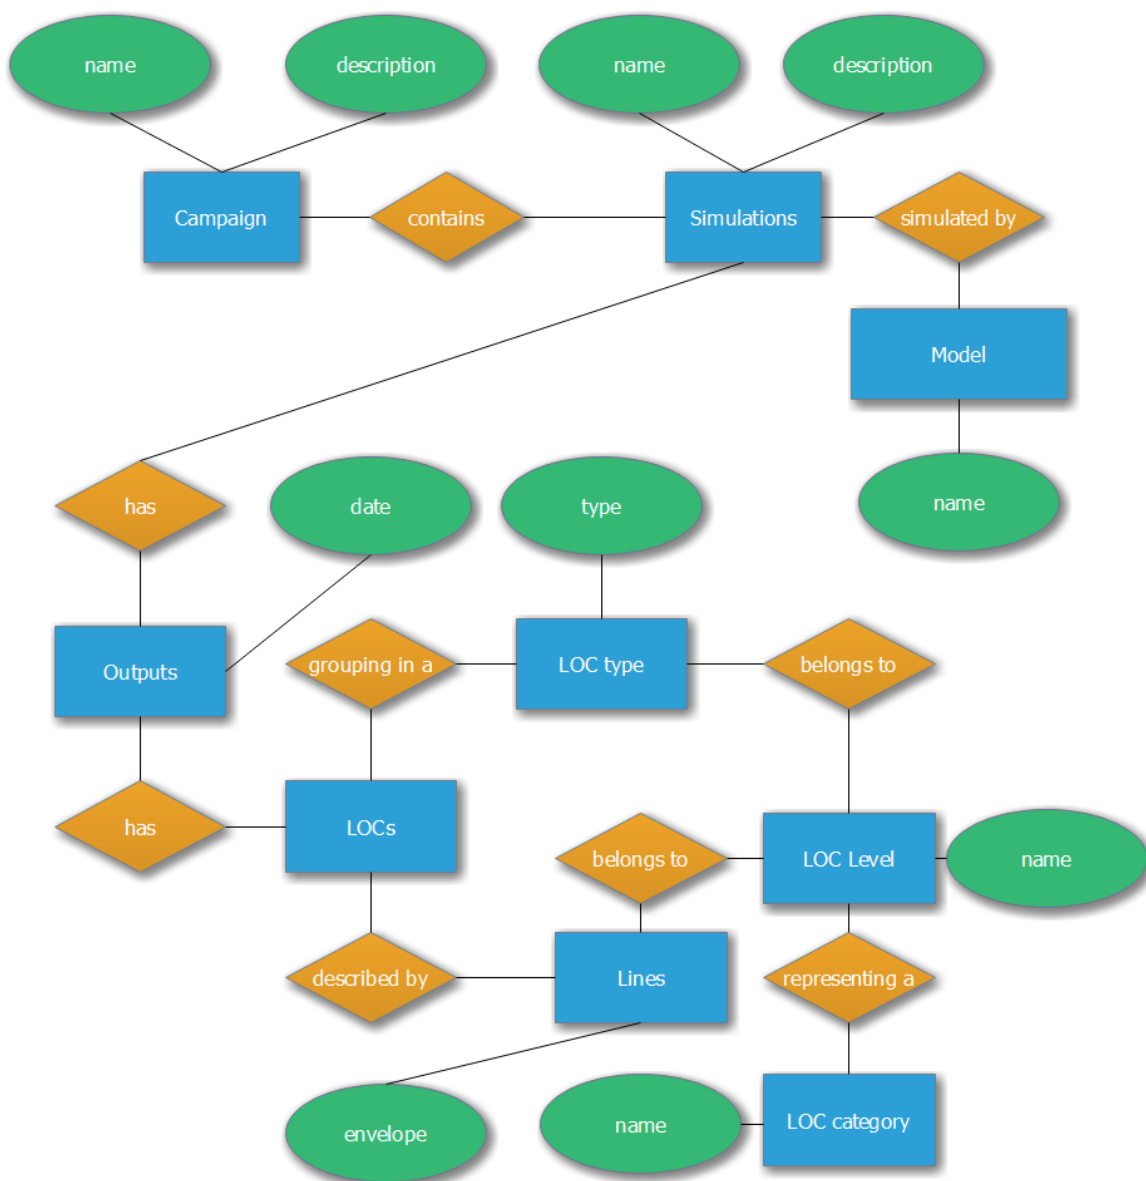 name
description
name
description
Campaign
contains
Simulations
simulated by
Model
has
date
type
name
Outputs
grouping in a
LOC type
belongs to
has
LOCs
belongs to
LOC Level
name
described by
Lines
representing a
envelope
name
LOC category